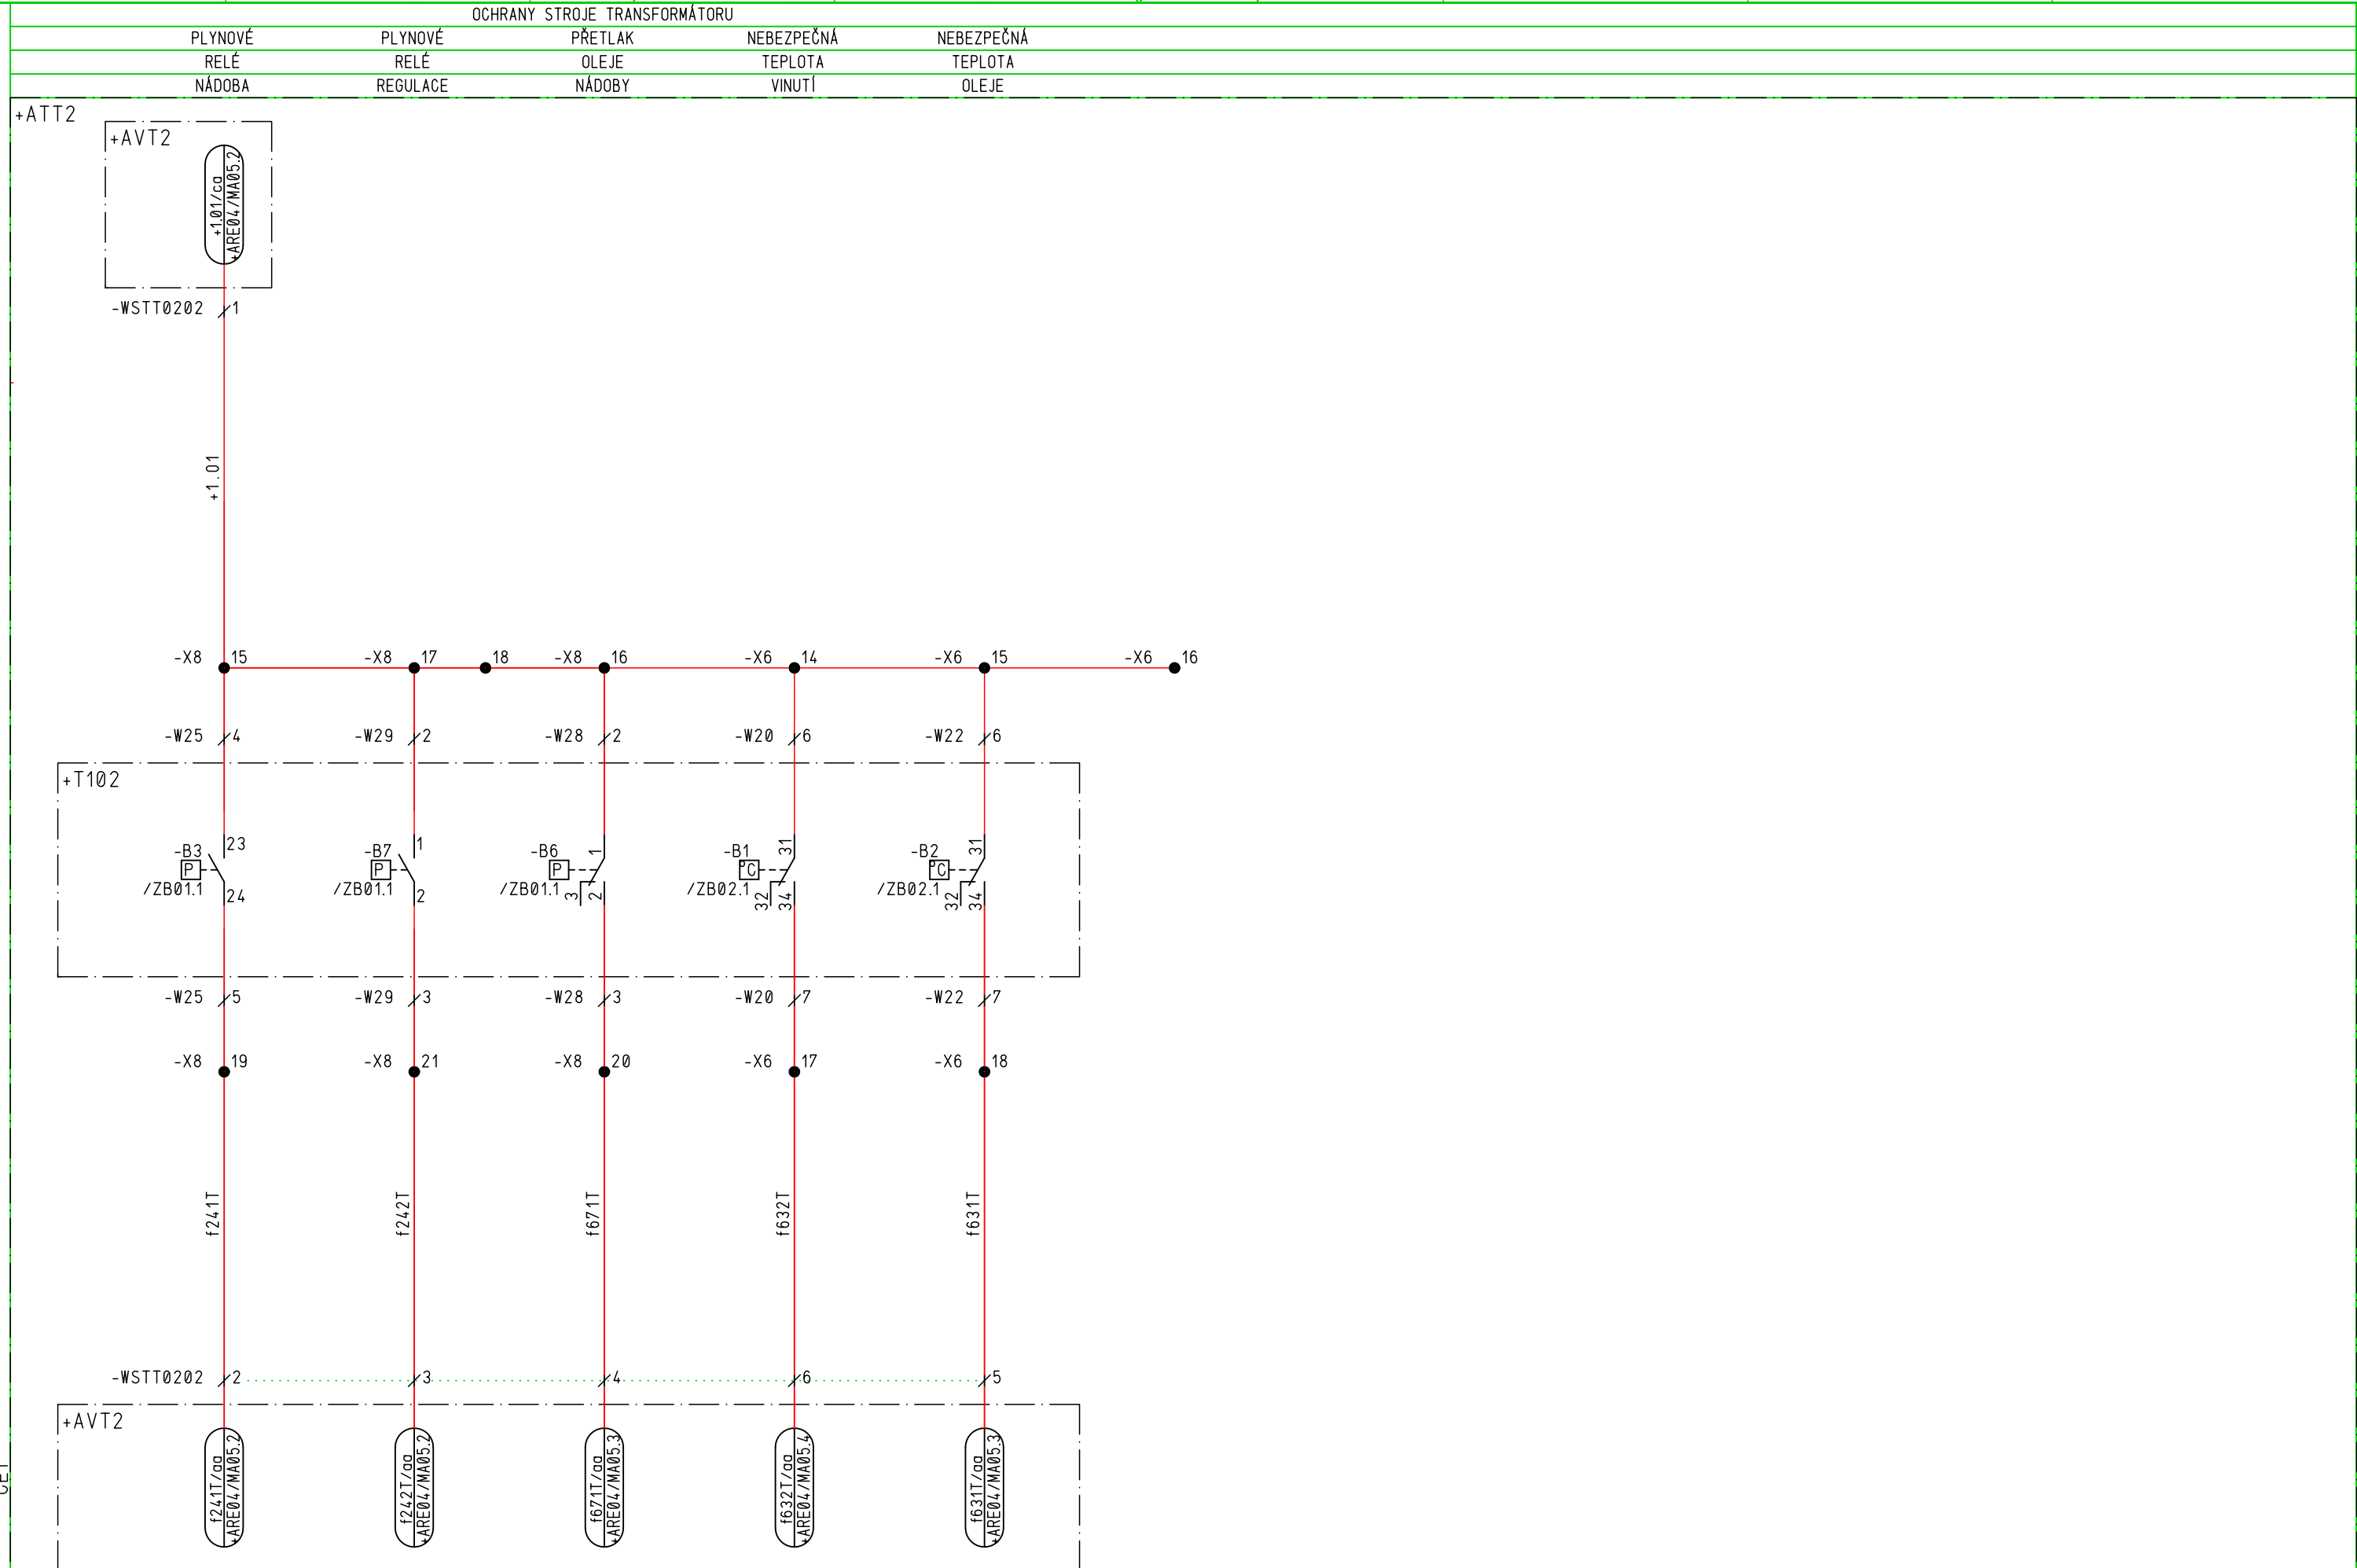 OCHRANY STROJE TRANSFORMÁTORU
PLYNOVÉ PLYNOVÉ PŘETLAK NEBEZPEČNÁ NEBEZPEČNÁ
RELÉ RELÉ OLEJE TEPLOTA TEPLOTA
NÁDOBA REGULACE NÁDOBY VINUTÍ OLEJE
+ATT2
+AVT2
+1.01/ca
+ARE04/MA05.2
-WSTT0202 1
+1.01
-X8 15 -X8 17 18 -X8 16 -X6 14 -X6 15 -X6 16
-W25 4 -W29 2 -W28 2 -W20 6 -W22 6
+T102
23 1 1 31 31
-B3 -B7 -B6 -B1 -B2
P P P °C °C
/ZB01.1 /ZB01.1 /ZB01.1 /ZB02.1 /ZB02.1
24 2 3 2 32 34 32 34
-W25 5 -W29 3 -W28 3 -W20 7 -W22 7
-X8 19 -X8 21 -X8 20 -X6 17 -X6 18
f241T f242T f671T f632T f631T
-WSTT0202 2 3 4 6 5
+AVT2
f241T/aa
+ARE04/MA05.2
f242T/aa
+ARE04/MA05.2
f671T/aa
+ARE04/MA05.3
f632T/aa
+ARE04/MA05.4
f631T/aa
+ARE04/MA05.3